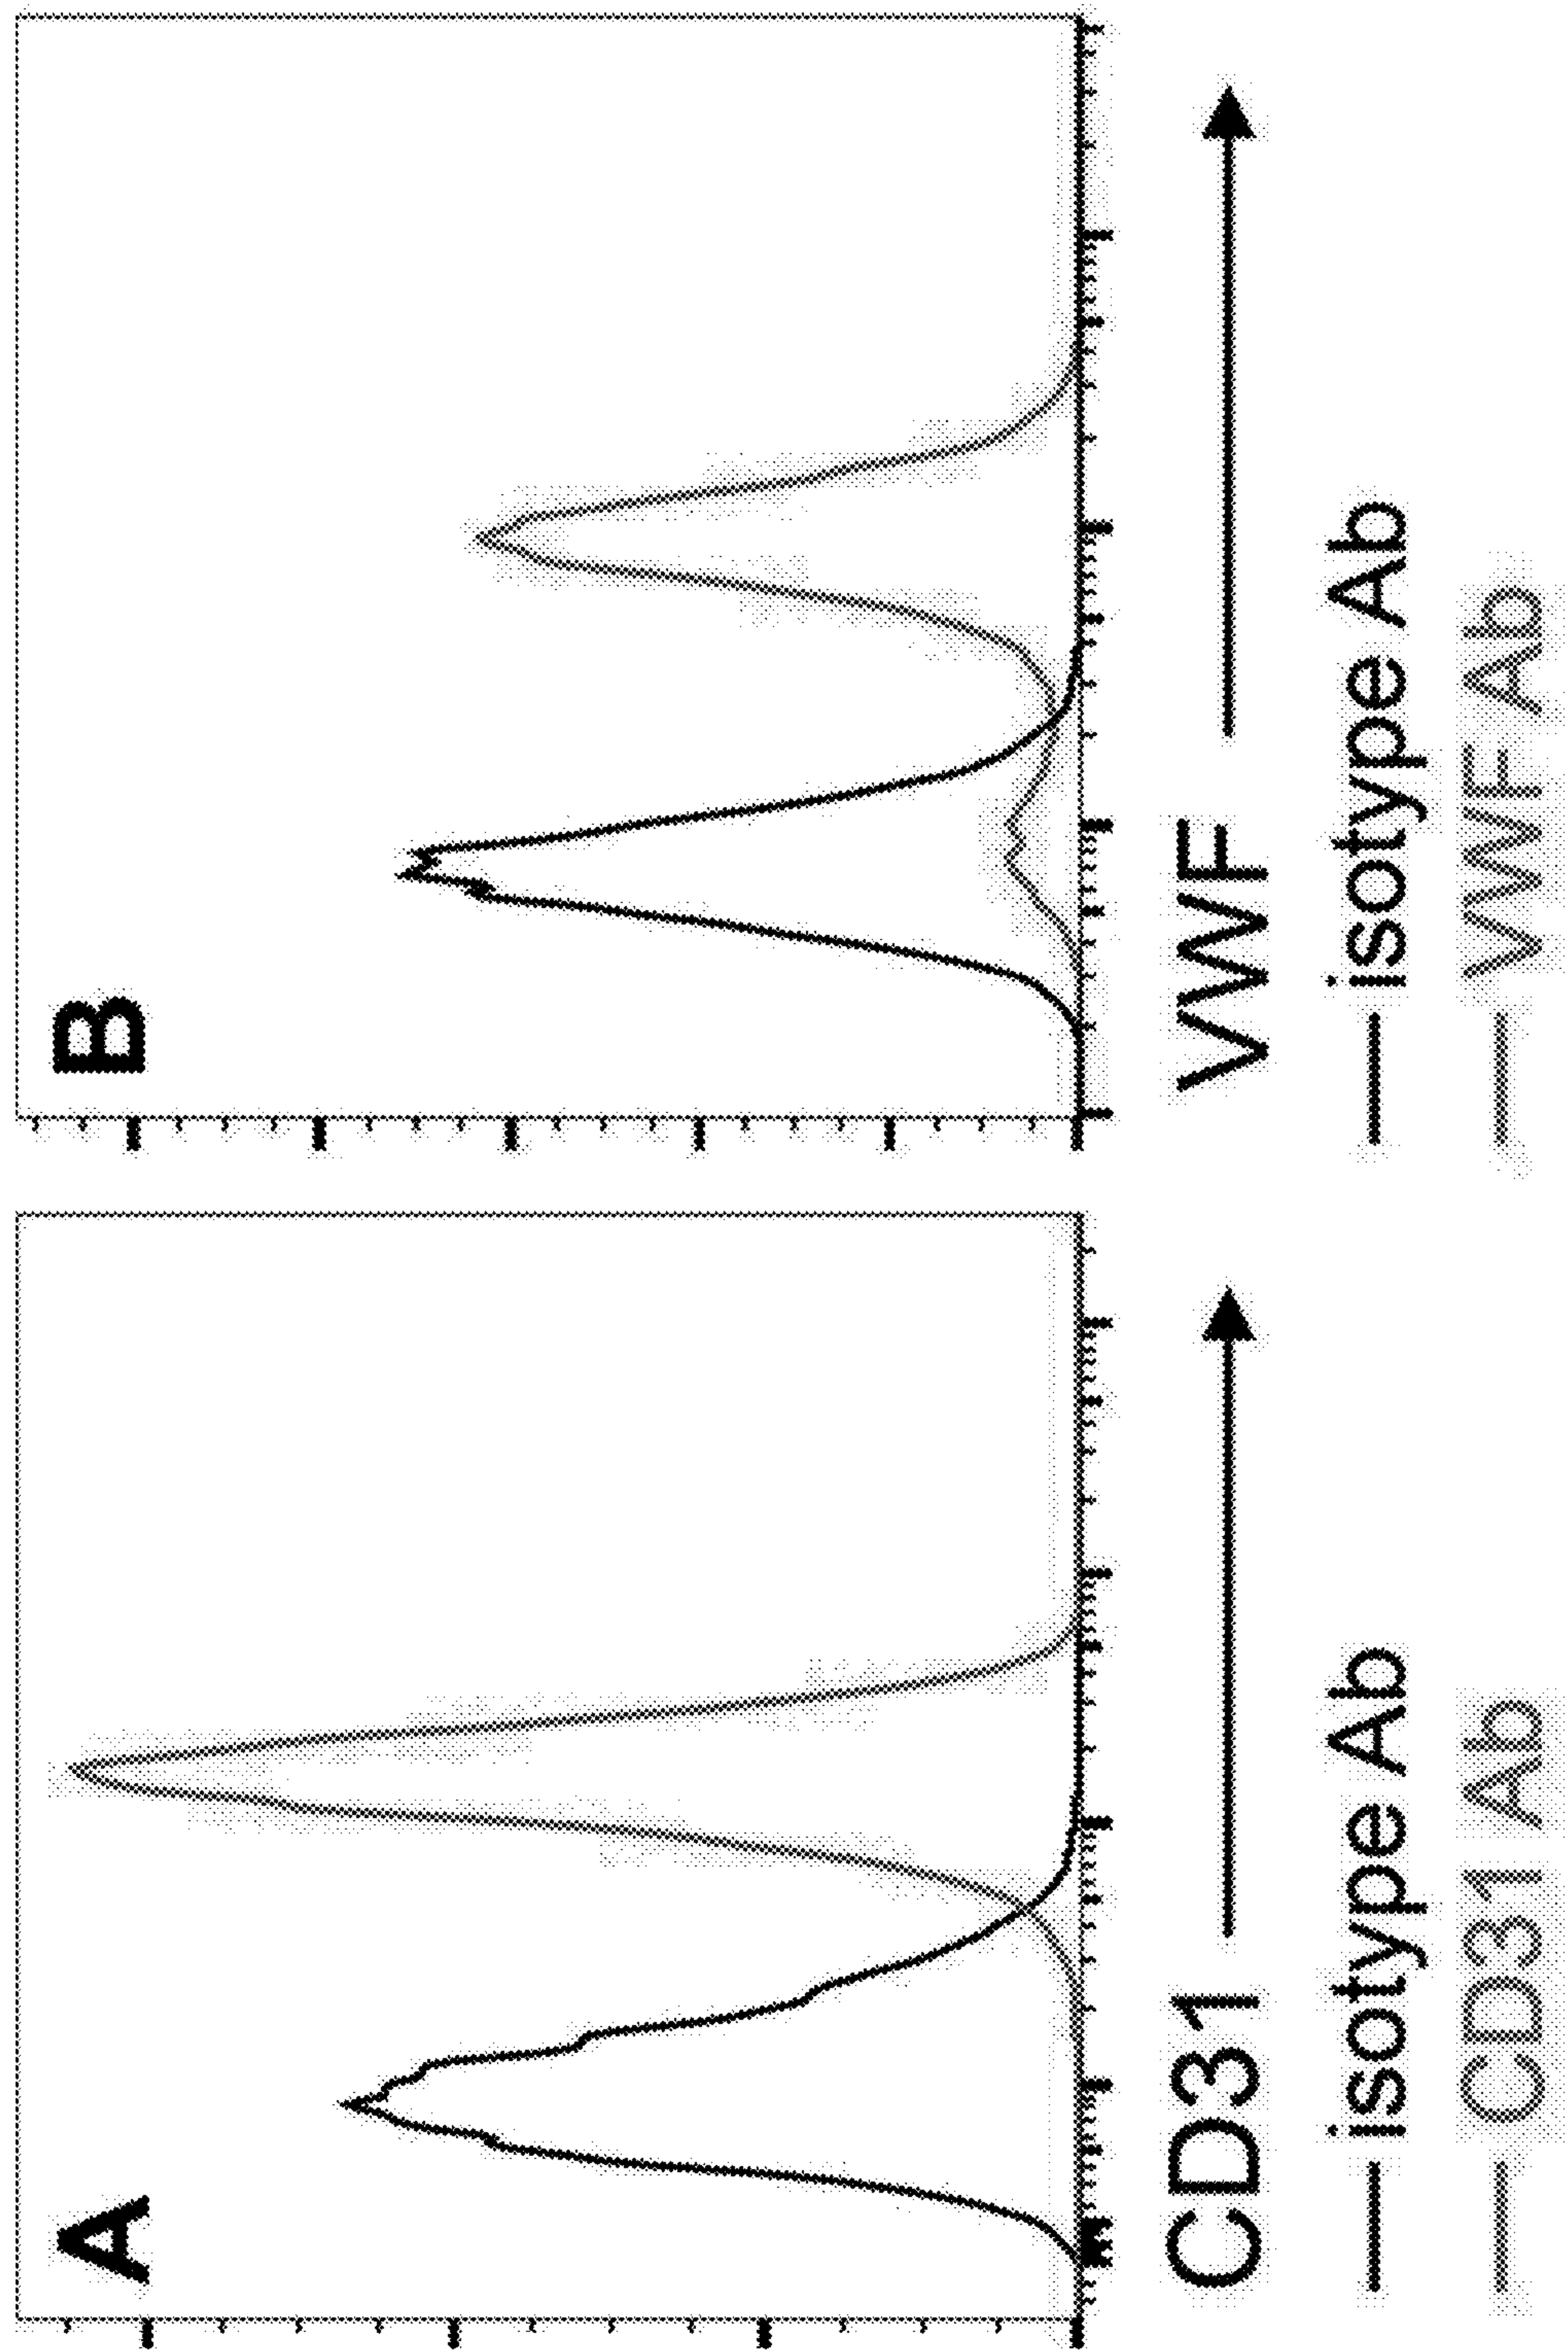 A
CD31
isotype Ab
CD31 Ab
B
VWF
isotype Ab
VWF Ab